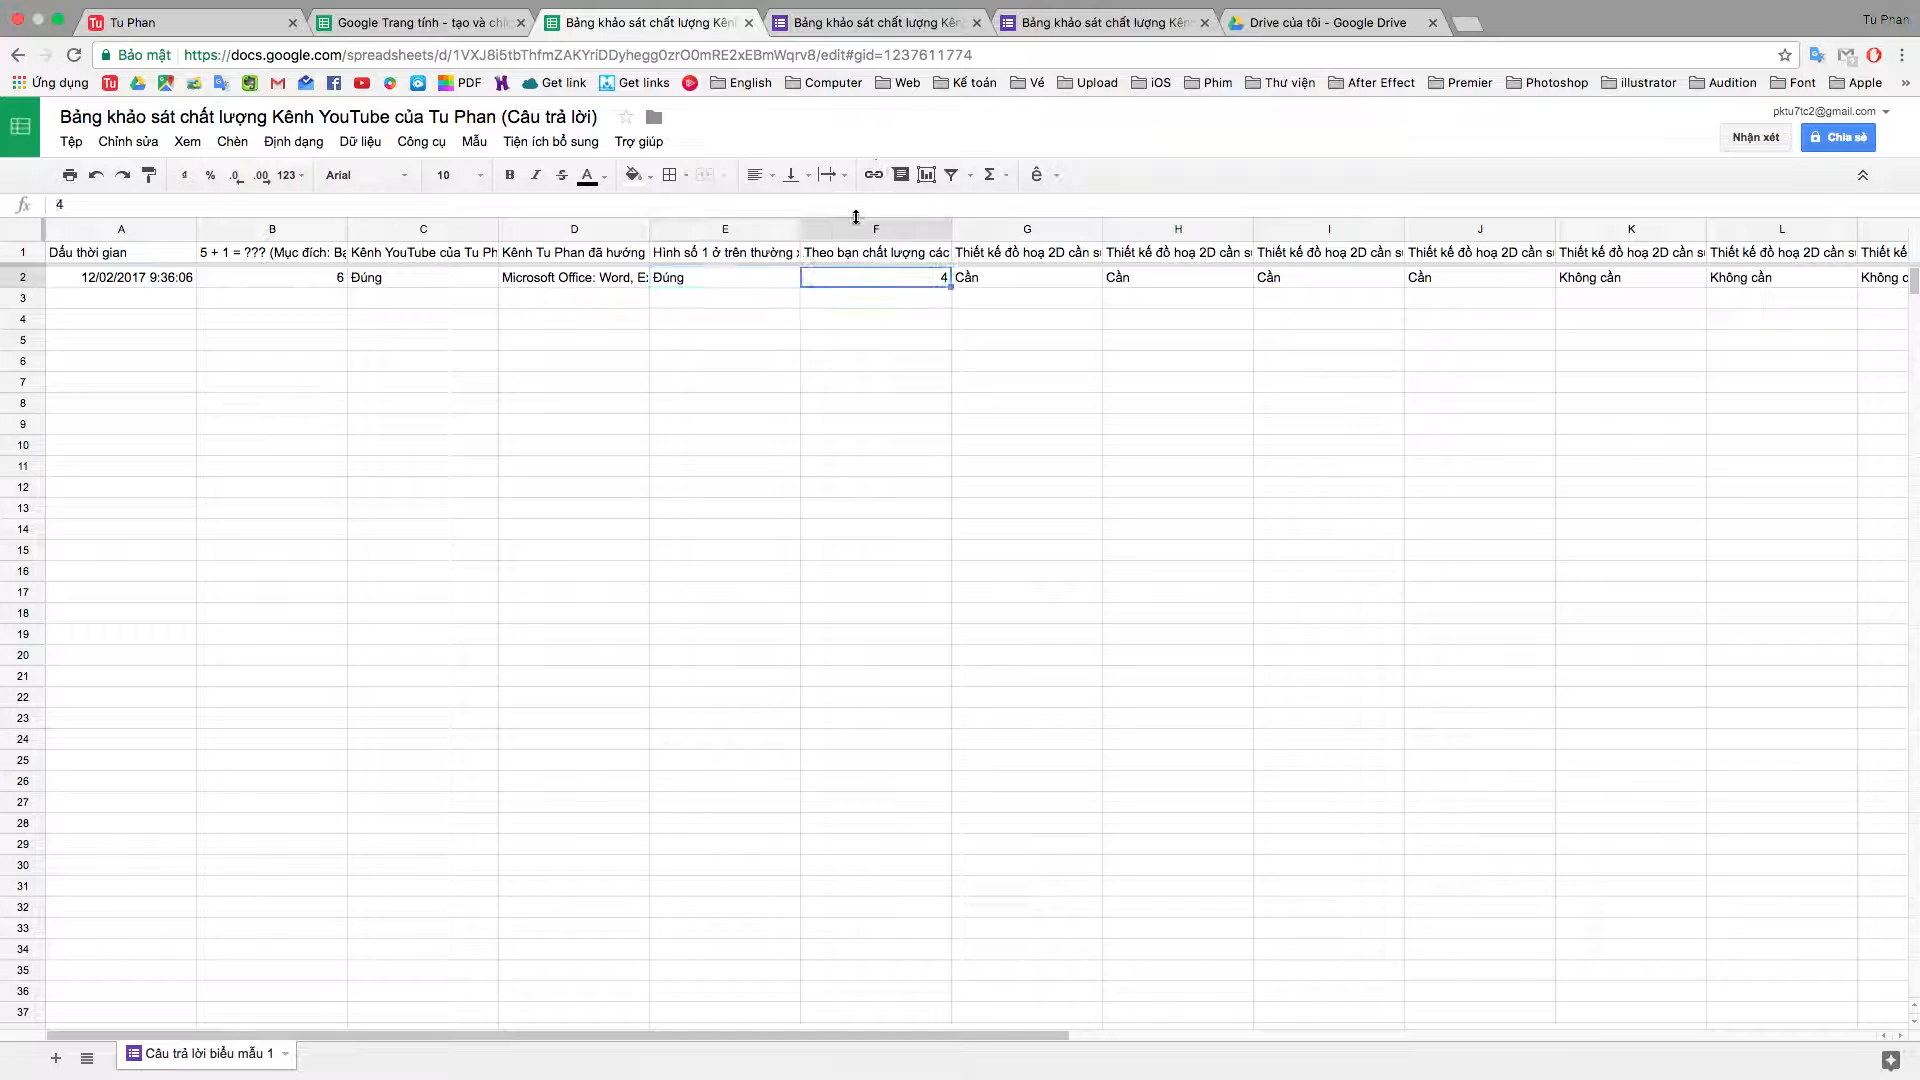 Tu Phan
Google Trang tính - tạo và chỉ
Bảng khảo sát chất lượng Kên
Bảng khảo sát chất lượng Kên
Bảng khảo sát chất lượng Kên
Drive của tôi - Google Drive
Tu Phan
Bảo mật
https://docs.google.com/spreadsheets/d/1VXJ8i5tbThfmZAKYriDDyhegg0zrO0mRE2xEBmWqrv8/edit#gid=1237611774
Ứng dụng PDF Get link Get links English Computer Web Kế toán Vé Upload iOS Phim Thư viện After Effect Premier Photoshop illustrator Audition Font Apple »
Bảng khảo sát chất lượng Kênh YouTube của Tu Phan (Câu trả lời)
pktu7tc2@gmail.com
Tệp Chỉnh sửa Xem Chèn Định dạng Dữ liệu Công cụ Mẫu Tiện ích bổ sung Trợ giúp
Nhận xét
Chia sẻ
đ % .0 .00 123 Arial 10 B I S A Σ ê
fx 4
A B C D E F G H I J K L
1 Dấu thời gian 5 + 1 = ??? (Mục đích: Bạ Kênh YouTube của Tu Ph Kênh Tu Phan đã hướng Hình số 1 ở trên thường x Theo bạn chất lượng các Thiết kế đồ hoạ 2D cần sử Thiết kế đồ hoạ 2D cần sử Thiết kế đồ hoạ 2D cần sử Thiết kế đồ hoạ 2D cần sử Thiết kế đồ hoạ 2D cần sử Thiết kế đồ hoạ 2D cần sử Thiết kế
2 12/02/2017 9:36:06 6 Đúng Microsoft Office: Word, Ex Đúng 4 Cần Cần Cần Cần Không cần Không cần Không c
3
4
5
6
7
8
9
10
11
12
13
14
15
16
17
18
19
20
21
22
23
24
25
26
27
28
29
30
31
32
33
34
35
36
37
Câu trả lời biểu mẫu 1